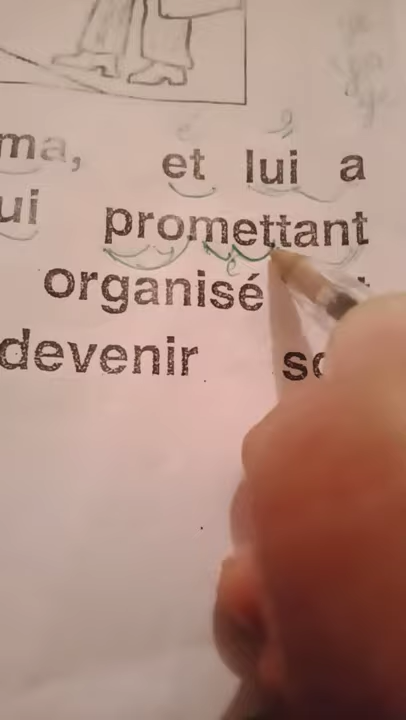 ma, et lui a
ui promettant
organisé
devenir